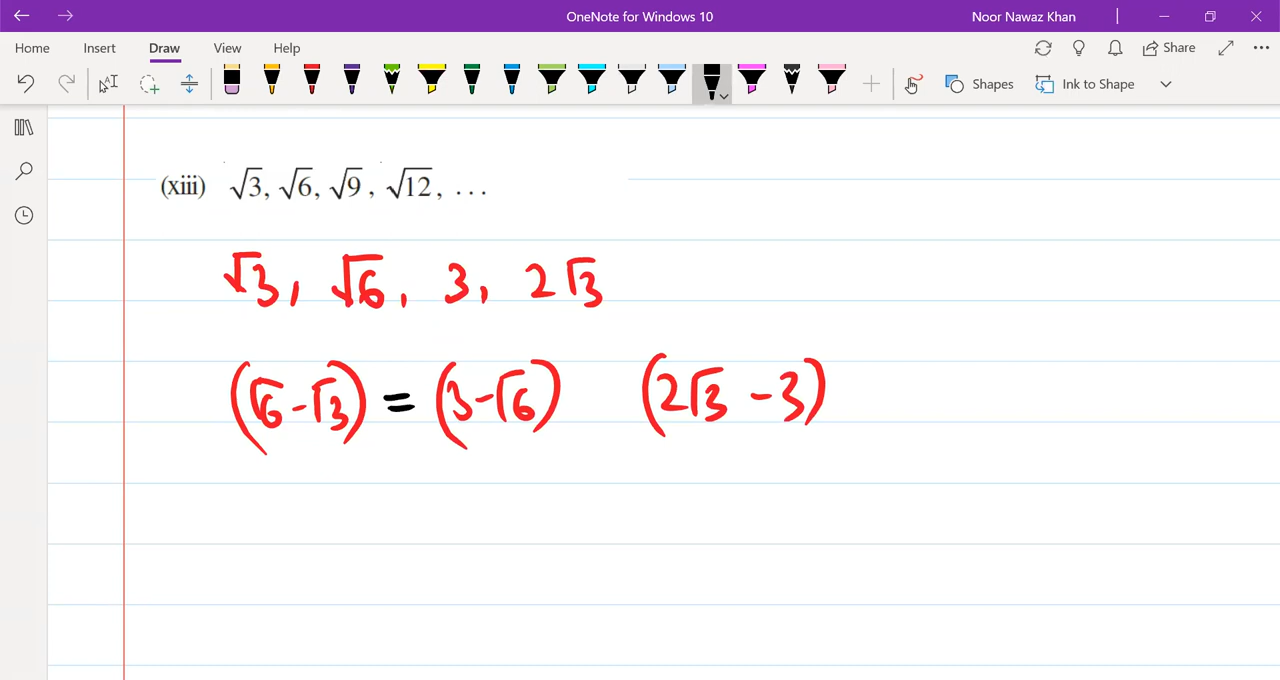 OneNote for Windows 10
Noor Nawaz Khan
Home Insert Draw View Help
Share
Shapes
Ink to Shape
(xiii) √3, √6, √9, √12, ...
√3, √6, 3, 2√3
(√6-√3) = (3-√6) (2√3 - 3)